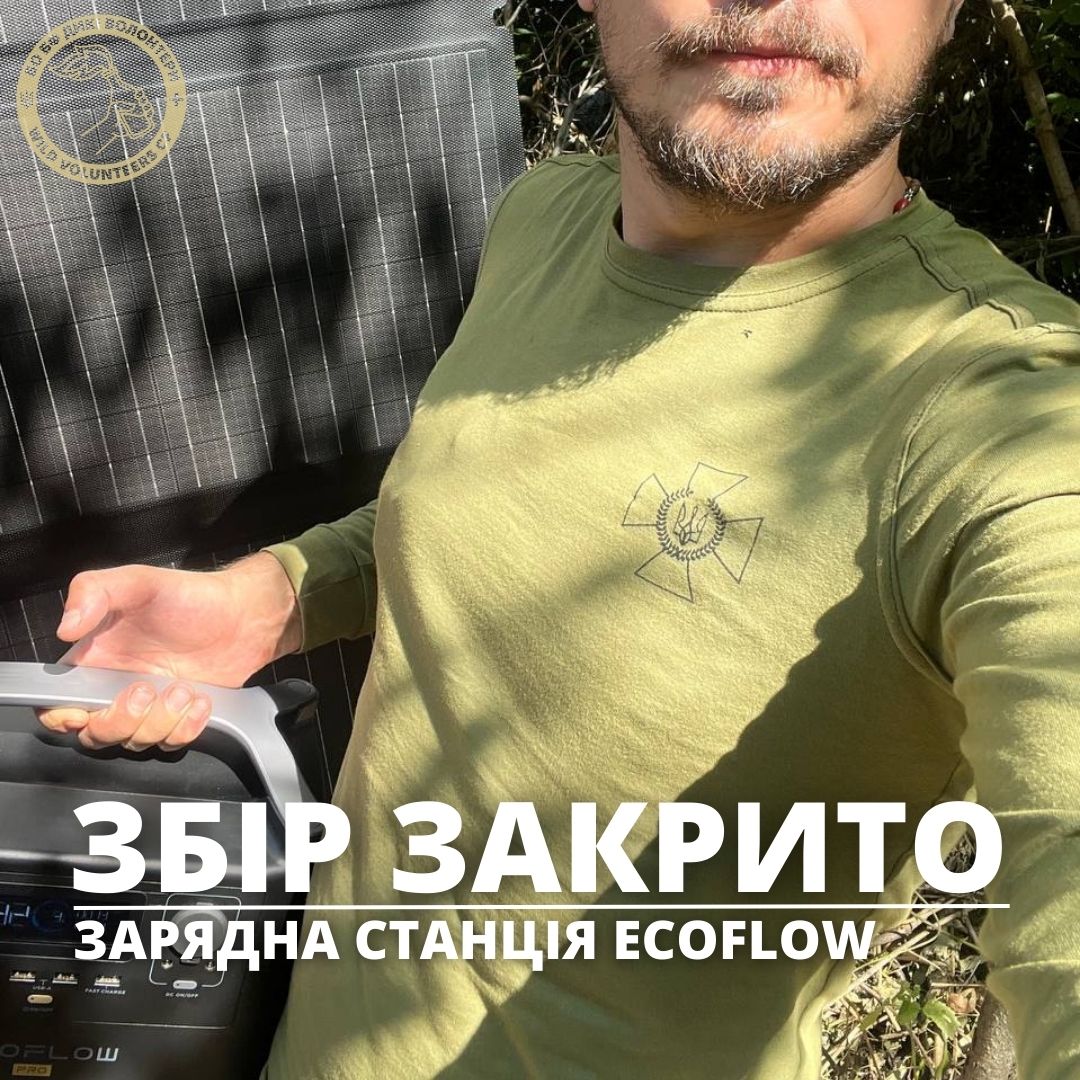 БО БФ ДИКІ ВОЛОНТЕРИ
WILD VOLUNTEERS CZ
ЗБІР ЗАКРИТО
ЗАРЯДНА СТАНЦІЯ ECOFLOW
USB-A
FAST CHARGE
DC ON/OFF
OFLOW
PRO